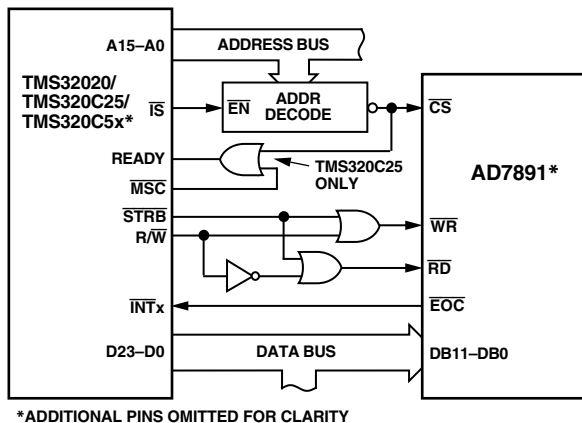 A15–A0
ADDRESS BUS
TMS32020/
TMS320C25/
TMS320C5x*
IS
EN
ADDR
DECODE
CS
READY
TMS320C25
ONLY
AD7891*
MSC
STRB
R/W
WR
RD
INTx
EOC
D23–D0
DATA BUS
DB11–DB0
*ADDITIONAL PINS OMITTED FOR CLARITY